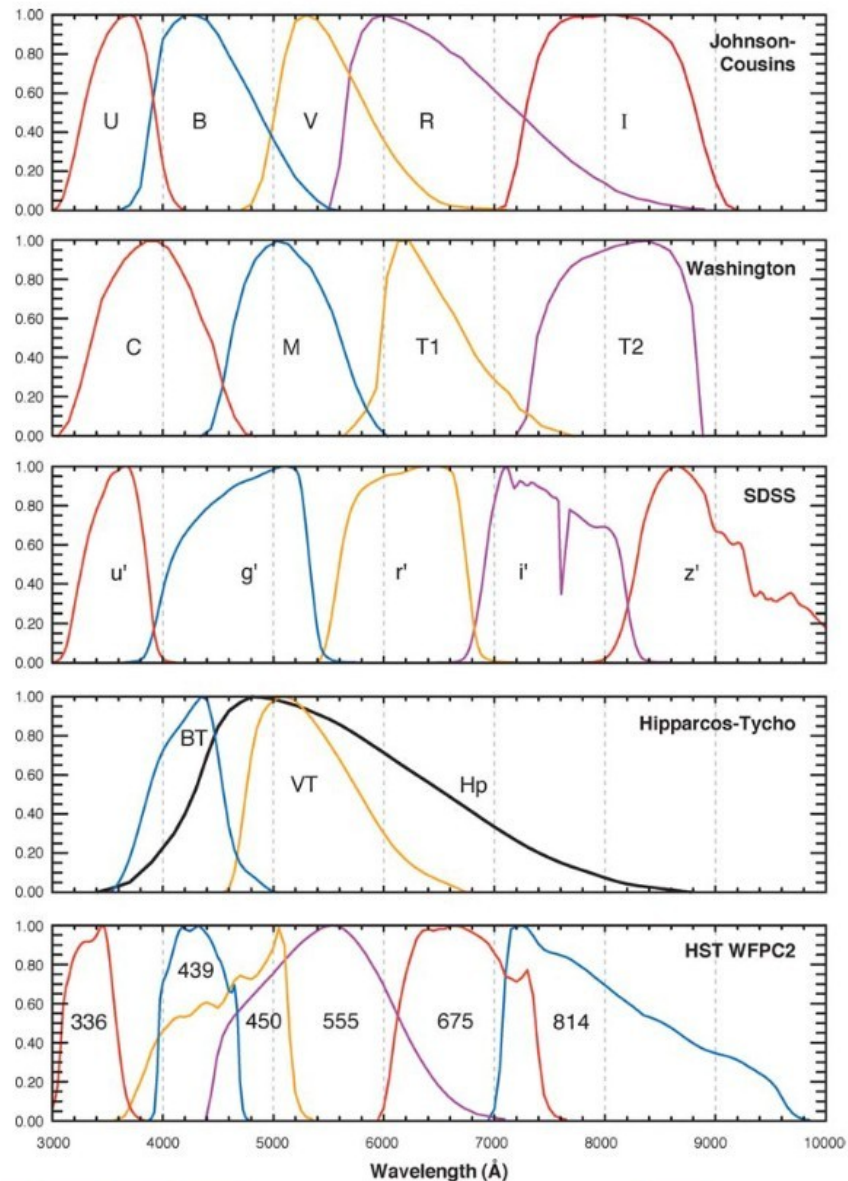 1.00
0.80
0.60
0.40
0.20
0.00
U
B
V
R
I
Johnson-
Cousins
1.00
0.80
0.60
0.40
0.20
0.00
C
M
T1
T2
Washington
1.00
0.80
0.60
0.40
0.20
0.00
u'
g'
r'
i'
z'
SDSS
1.00
0.80
0.60
0.40
0.20
0.00
BT
VT
Hp
Hipparcos-Tycho
1.00
0.80
0.60
0.40
0.20
0.00
336
439
450
555
675
814
HST WFPC2
3000 4000 5000 6000 7000 8000 9000 10000
Wavelength (Å)